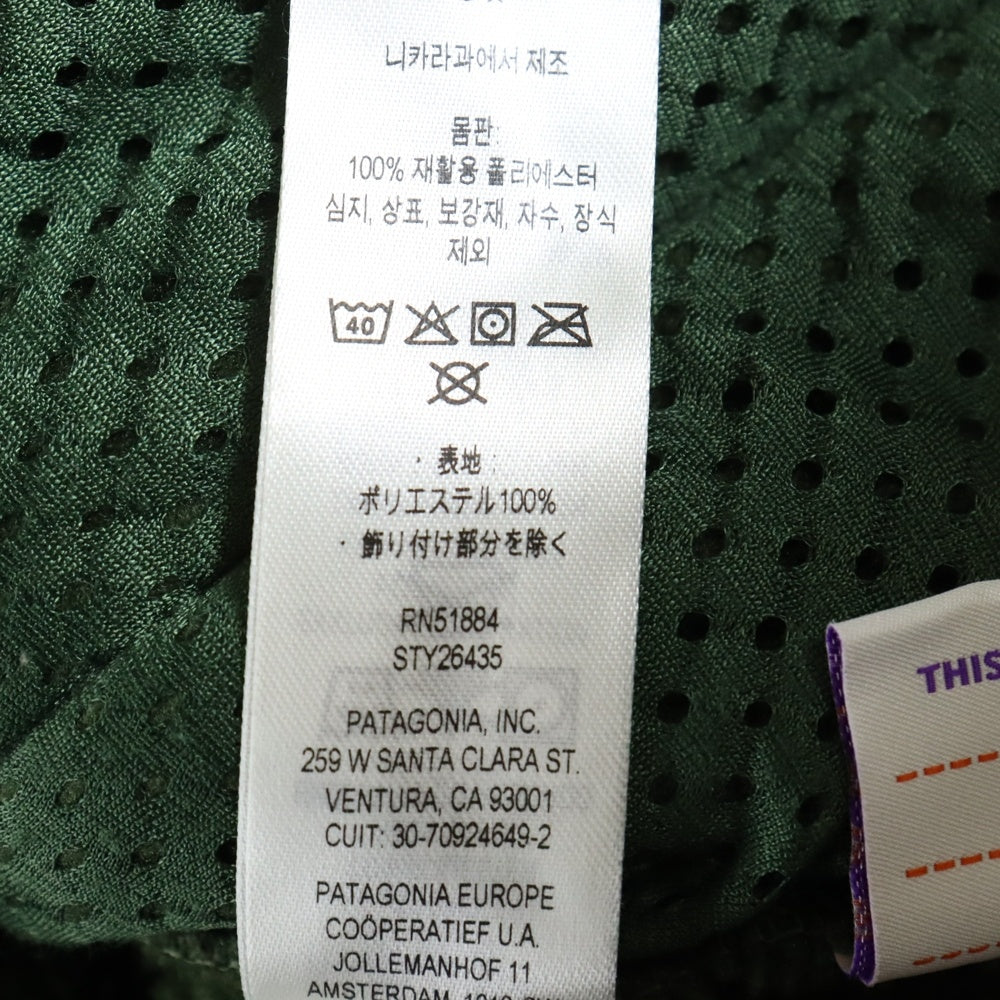 니카라과에서 제조
몸판:
100% 재활용 폴리에스터
심지, 상표, 보강재, 자수, 장식
제외
40
・表地：
ポリエステル100%
・飾り付け部分を除く
RN51884
STY26435
PATAGONIA, INC.
259 W SANTA CLARA ST.
VENTURA, CA 93001
CUIT: 30-70924649-2
PATAGONIA EUROPE
COÖPERATIEF U.A.
JOLLEMANHOF 11
AMSTERDAM,
THIS